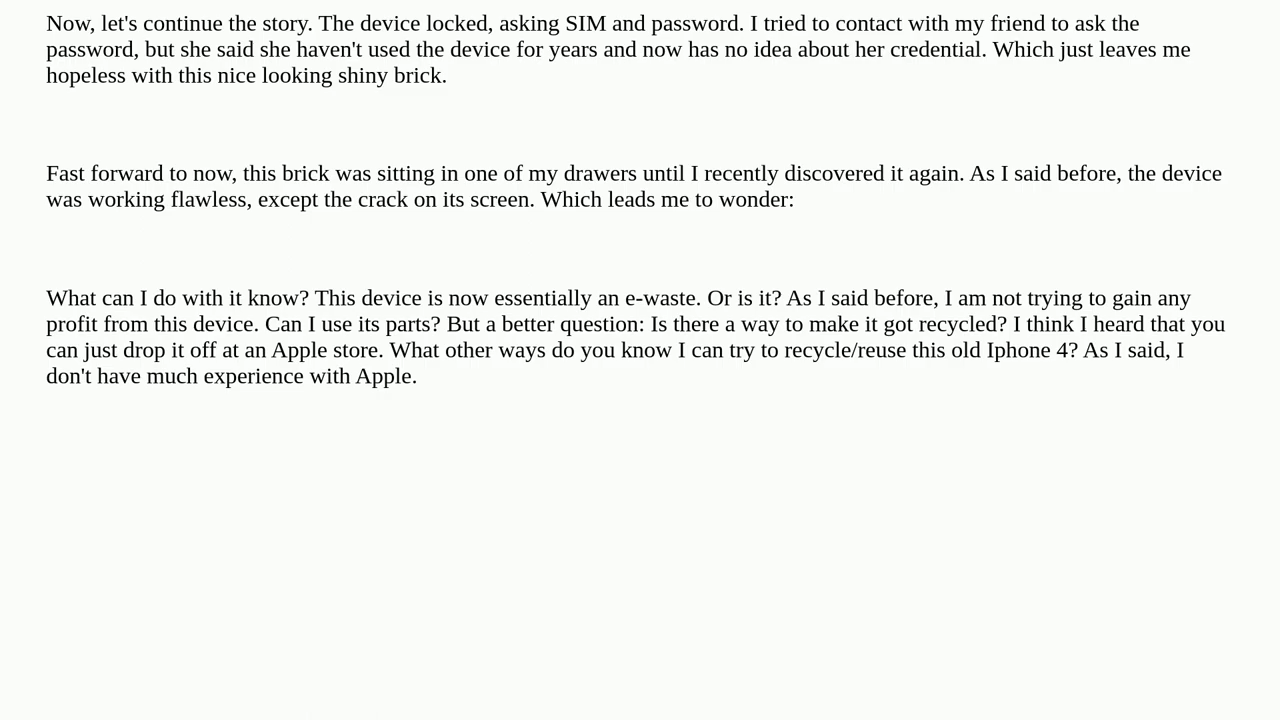 Now, let's continue the story. The device locked, asking SIM and password. I tried to contact with my friend to ask the
password, but she said she haven't used the device for years and now has no idea about her credential. Which just leaves me
hopeless with this nice looking shiny brick.
Fast forward to now, this brick was sitting in one of my drawers until I recently discovered it again. As I said before, the device
was working flawless, except the crack on its screen. Which leads me to wonder:
What can I do with it know? This device is now essentially an e-waste. Or is it? As I said before, I am not trying to gain any
profit from this device. Can I use its parts? But a better question: Is there a way to make it got recycled? I think I heard that you
can just drop it off at an Apple store. What other ways do you know I can try to recycle/reuse this old Iphone 4? As I said, I
don't have much experience with Apple.